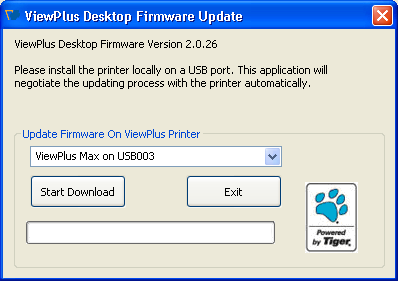 ViewPlus Desktop Firmware Update
ViewPlus Desktop Firmware Version 2.0.26
Please install the printer locally on a USB port. This application will
negotiate the updating process with the printer automatically.
Update Firmware On ViewPlus Printer
ViewPlus Max on USB003
Start Download
Exit
Powered
by Tiger.